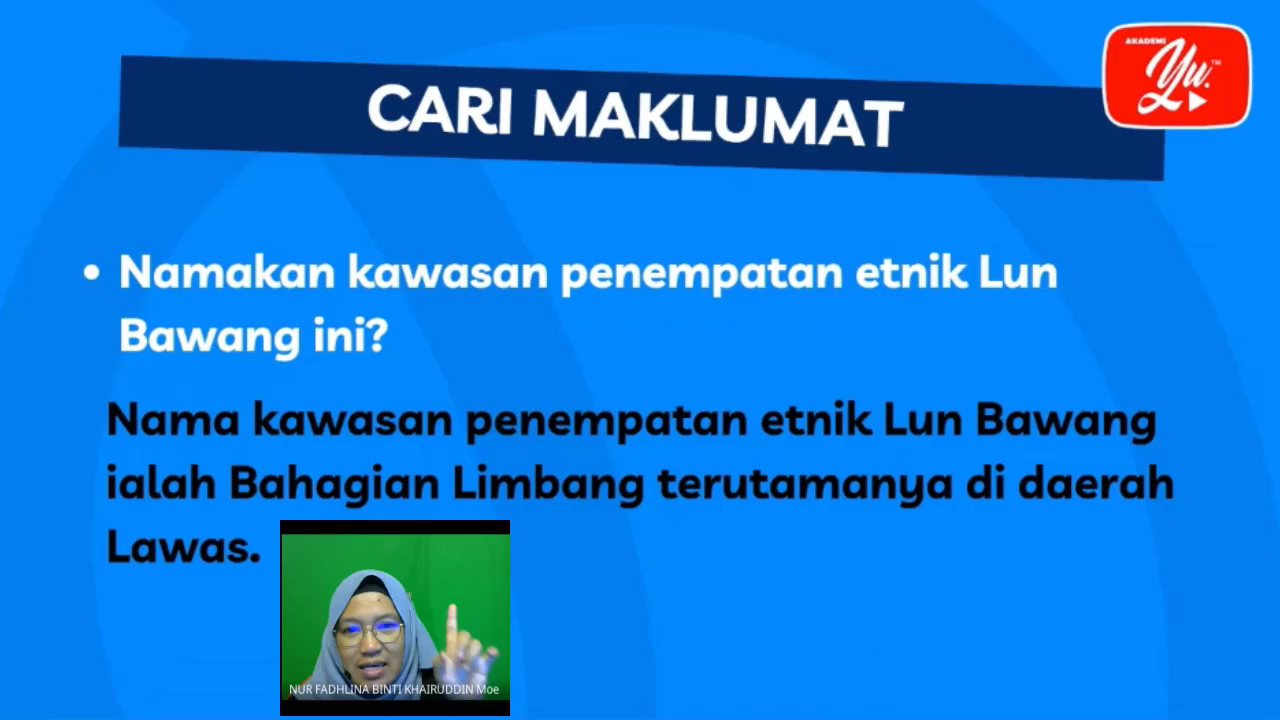 AKADEMI
Yu.
TM
CARI MAKLUMAT
• Namakan kawasan penempatan etnik Lun
Bawang ini?
Nama kawasan penempatan etnik Lun Bawang
ialah Bahagian Limbang terutamanya di daerah
Lawas.
NUR FADHLINA BINTI KHAIRUDDIN Moe